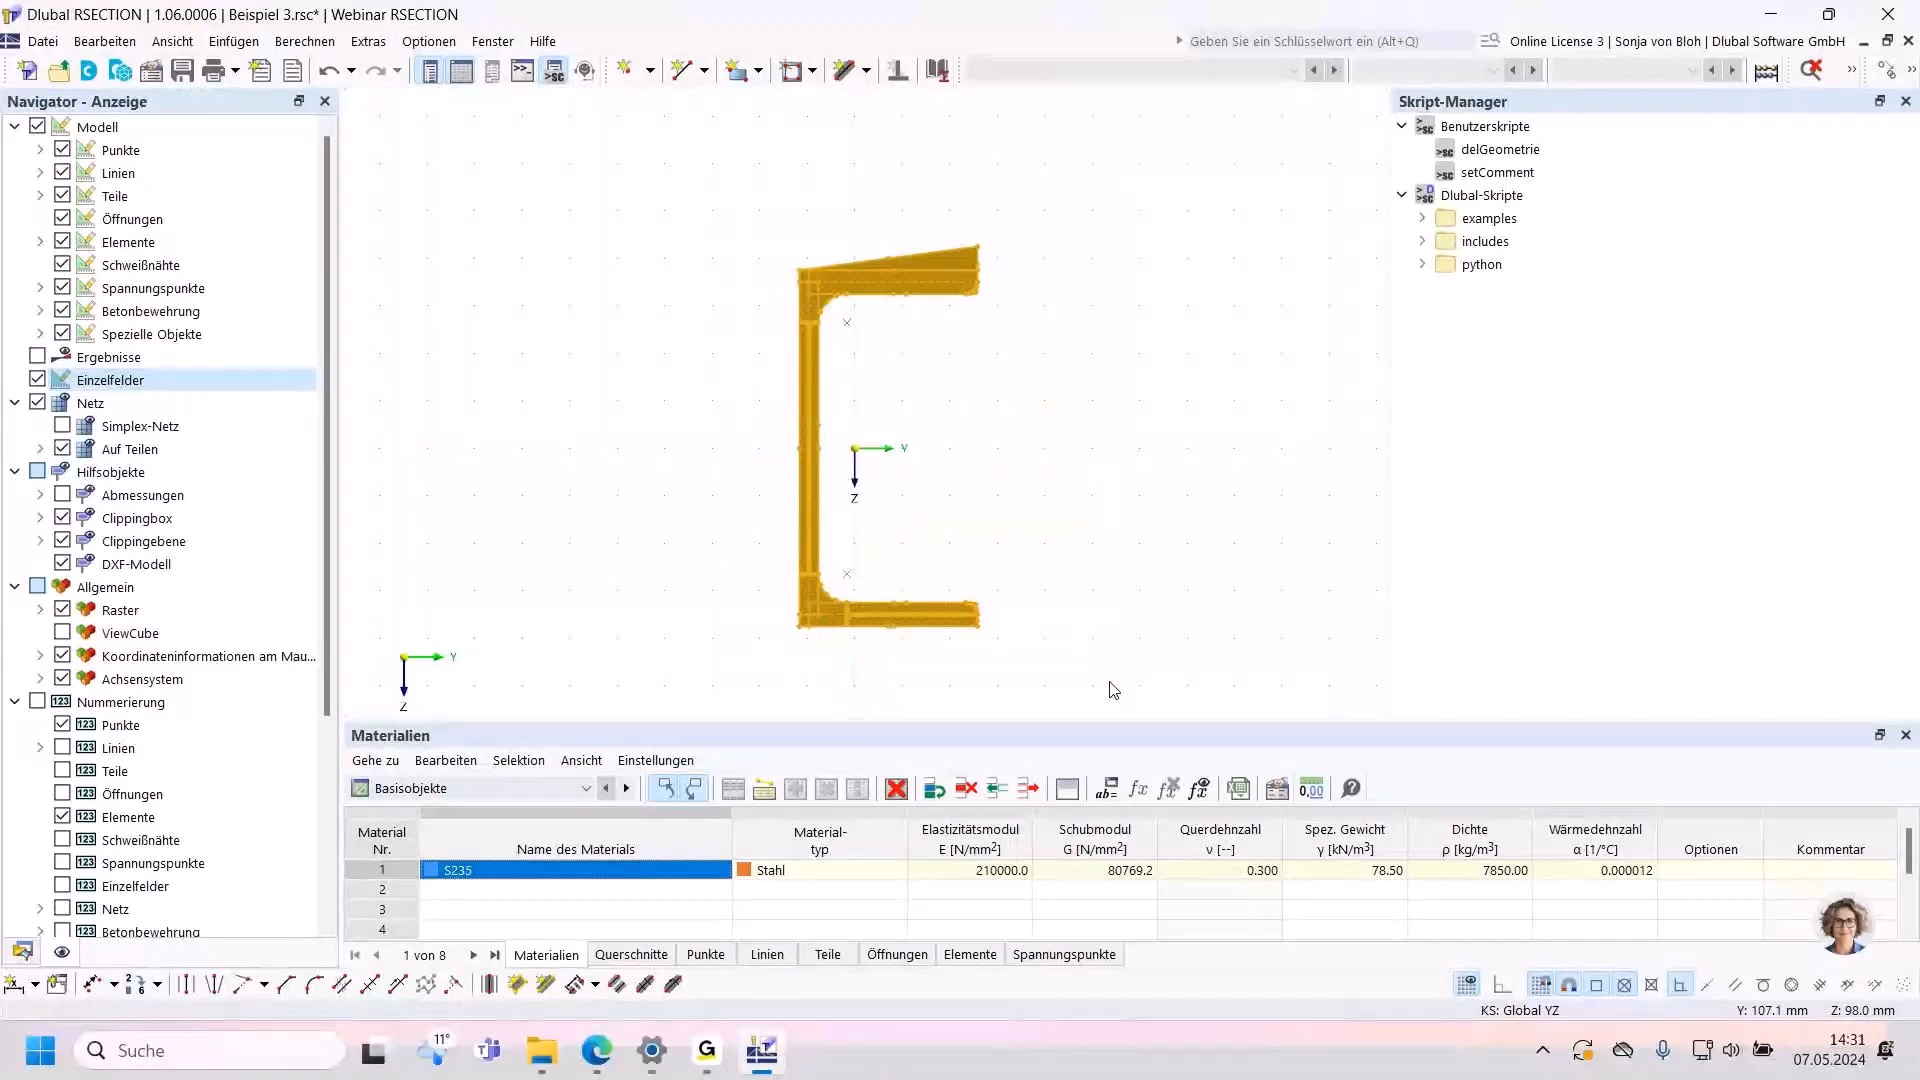 Dlubal RSECTION | 1.06.0006 | Beispiel 3.rsc* | Webinar RSECTION
Datei Bearbeiten Ansicht Einfügen Berechnen Extras Optionen Fenster Hilfe
Geben Sie ein Schlüsselwort ein (Alt+Q)
Online License 3 | Sonja von Bloh | Dlubal Software GmbH
Navigator - Anzeige
Modell
Punkte
Linien
Teile
Öffnungen
Elemente
Schweißnähte
Spannungspunkte
Betonbewehrung
Spezielle Objekte
Ergebnisse
Einzelfelder
Netz
Simplex-Netz
Auf Teilen
Hilfsobjekte
Abmessungen
Clippingbox
Clippingebene
DXF-Modell
Allgemein
Raster
ViewCube
Koordinateninformationen am Mau...
Achsensystem
Nummerierung
Punkte
Linien
Teile
Öffnungen
Elemente
Schweißnähte
Spannungspunkte
Einzelfelder
Netz
Betonbewehrung
Y
Z
Y
Z
Skript-Manager
Benutzerskripte
delGeometrie
setComment
Dlubal-Skripte
examples
includes
python
Materialien
Gehe zu Bearbeiten Selektion Ansicht Einstellungen
Basisobjekte
Material Nr.
Name des Materials
Material-typ
Elastizitätsmodul E [N/mm²]
Schubmodul G [N/mm²]
Querdehnzahl ν [--]
Spez. Gewicht γ [kN/m³]
Dichte ρ [kg/m³]
Wärmedehnzahl α [1/°C]
Optionen
Kommentar
1 S235 Stahl 210000.0 80769.2 0.300 78.50 7850.00 0.000012
2
3
4
1 von 8 Materialien Querschnitte Punkte Linien Teile Öffnungen Elemente Spannungspunkte
KS: Global YZ
Y: 107.1 mm Z: 98.0 mm
Suche
11°
14:31
07.05.2024